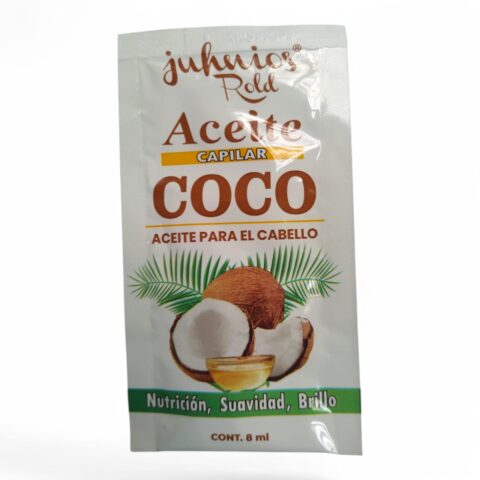 juhnios®
Rold
Aceite
CAPILAR
COCO
ACEITE PARA EL CABELLO
Nutrición, Suavidad, Brillo
CONT. 8 ml